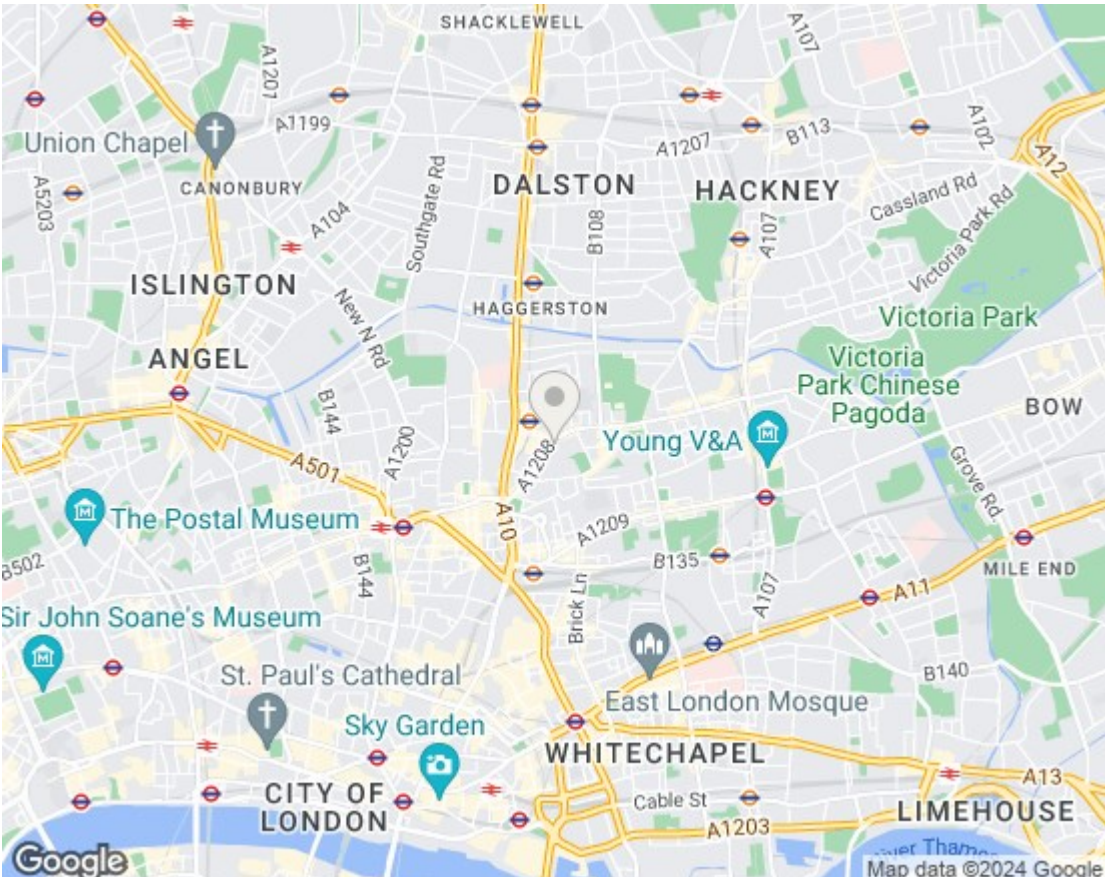 SHACKLEWELL
A107
A1207
Union Chapel
A1199
A1207
B113
A102
A12
A5203
CANONBURY
DALSTON
HACKNEY
Cassland Rd
A104
Southgate Rd
B108
A107
Victoria Park Rd
ISLINGTON
New N Rd
HAGGERSTON
Victoria Park
ANGEL
Victoria
Park Chinese
Pagoda
B144
A1200
A1208
Young V&A
BOW
A501
Grove Rd
The Postal Museum
A10
A1209
B502
B144
B135
MILE END
Brick Ln
A107
A11
Sir John Soane's Museum
St. Paul's Cathedral
B140
East London Mosque
Sky Garden
WHITECHAPEL
CITY OF
LONDON
Cable St
A13
LIMEHOUSE
A1203
River Thames
Google
Map data ©2024 Google